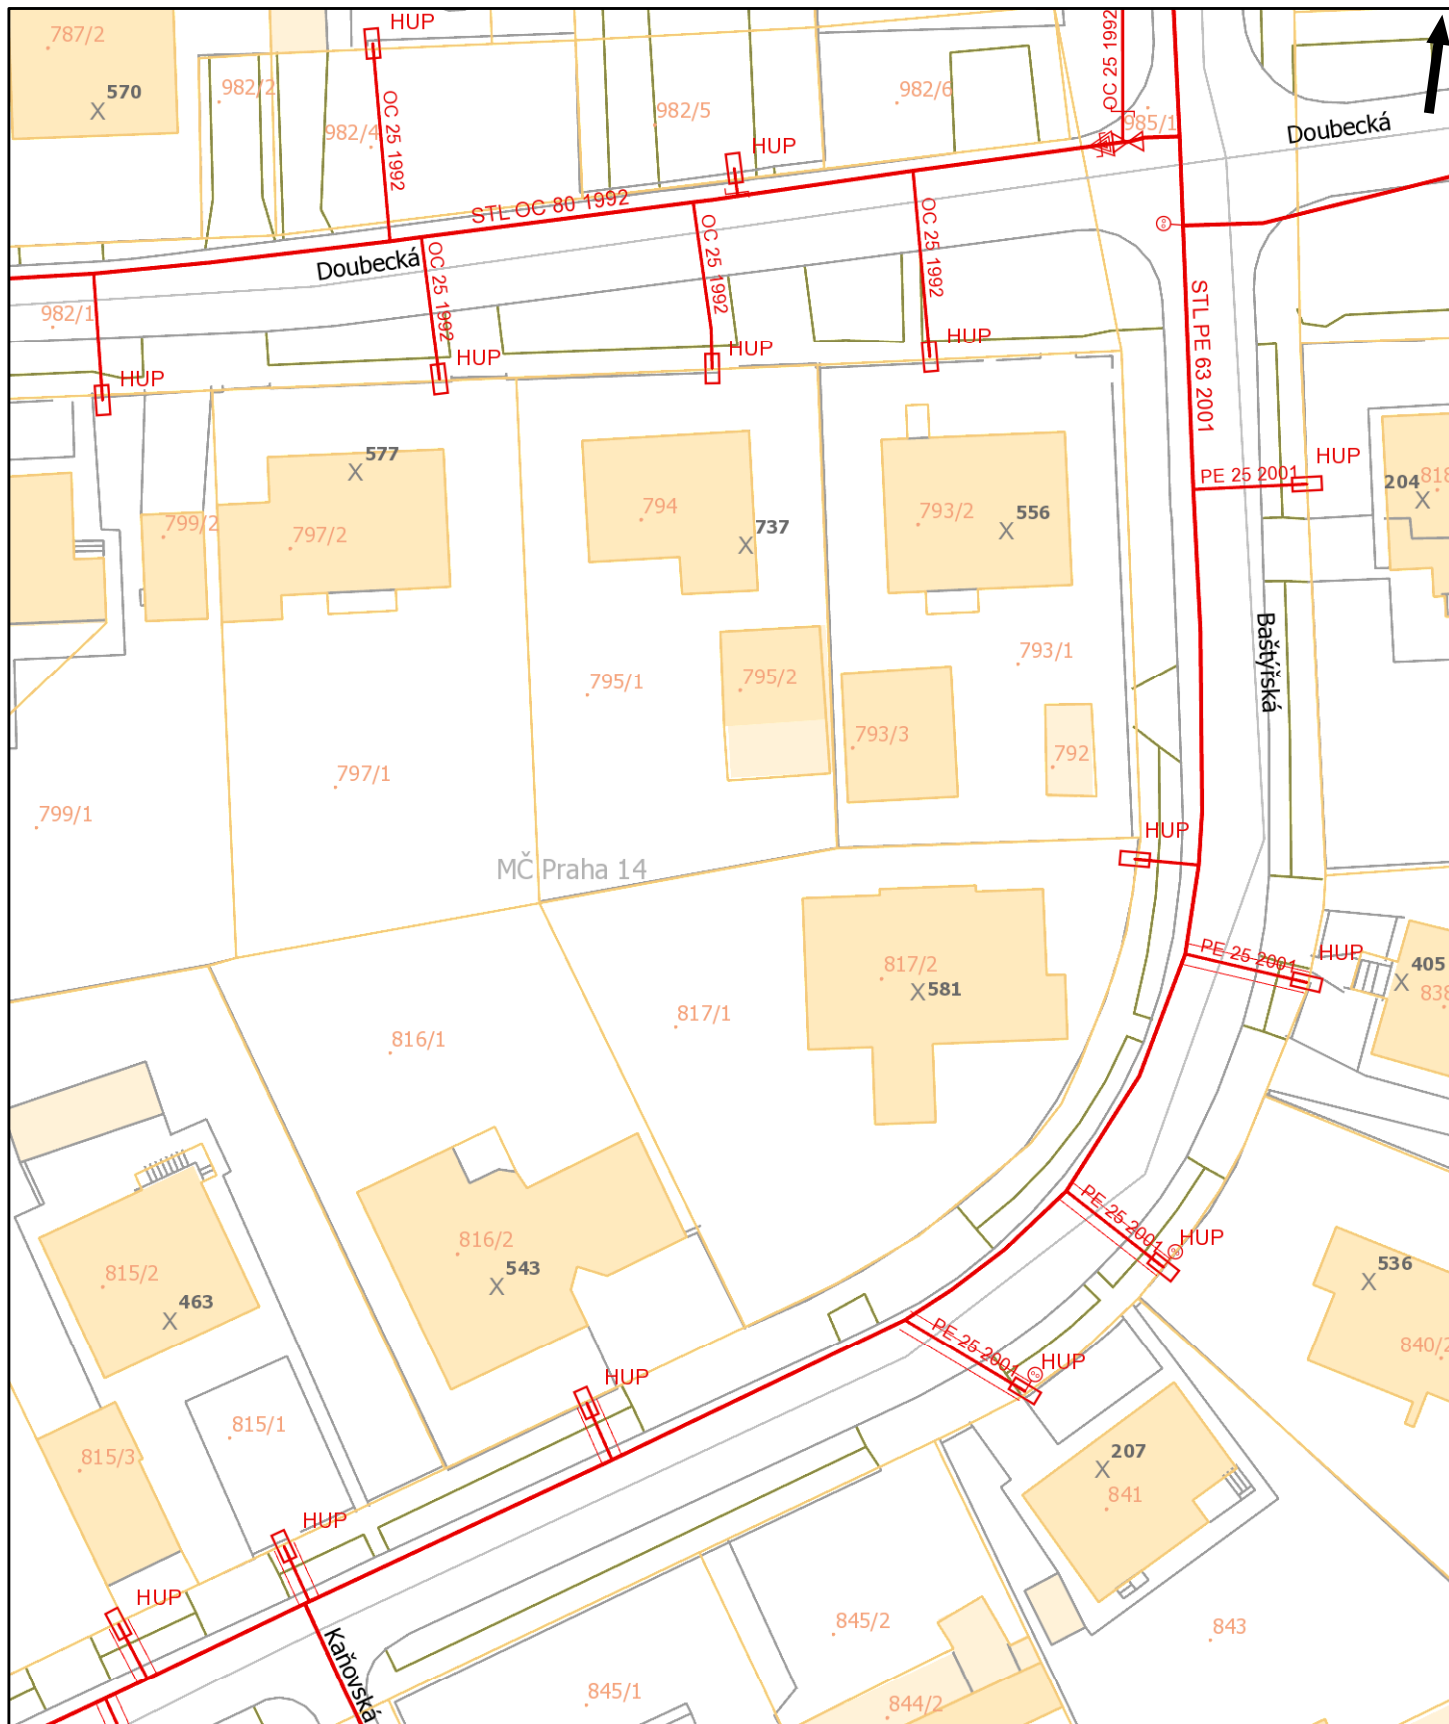 787/2
HUP
570
982/2
982/4
OC 25 1992
982/5
982/6
OC 25 1992
985/1
Doubecká
HUP
STL OC 80 1992
Doubecká
OC 25 1992
OC 25 1992
OC 25 1992
982/1
HUP
HUP
HUP
HUP
STL PE 63 2001
577
794
737
793/2
556
PE 25 2001
HUP
204
818
799/2
797/2
795/1
795/2
793/1
Baštýřská
793/3
792
797/1
799/1
MČ Praha 14
HUP
817/2
581
PE 25 2001
HUP
405
838
816/1
817/1
PE 25 2001
HUP
815/2
463
816/2
543
536
840/2
PE 25 2001
HUP
HUP
815/1
815/3
207
841
HUP
HUP
Kaňovská
845/2
843
845/1
844/2